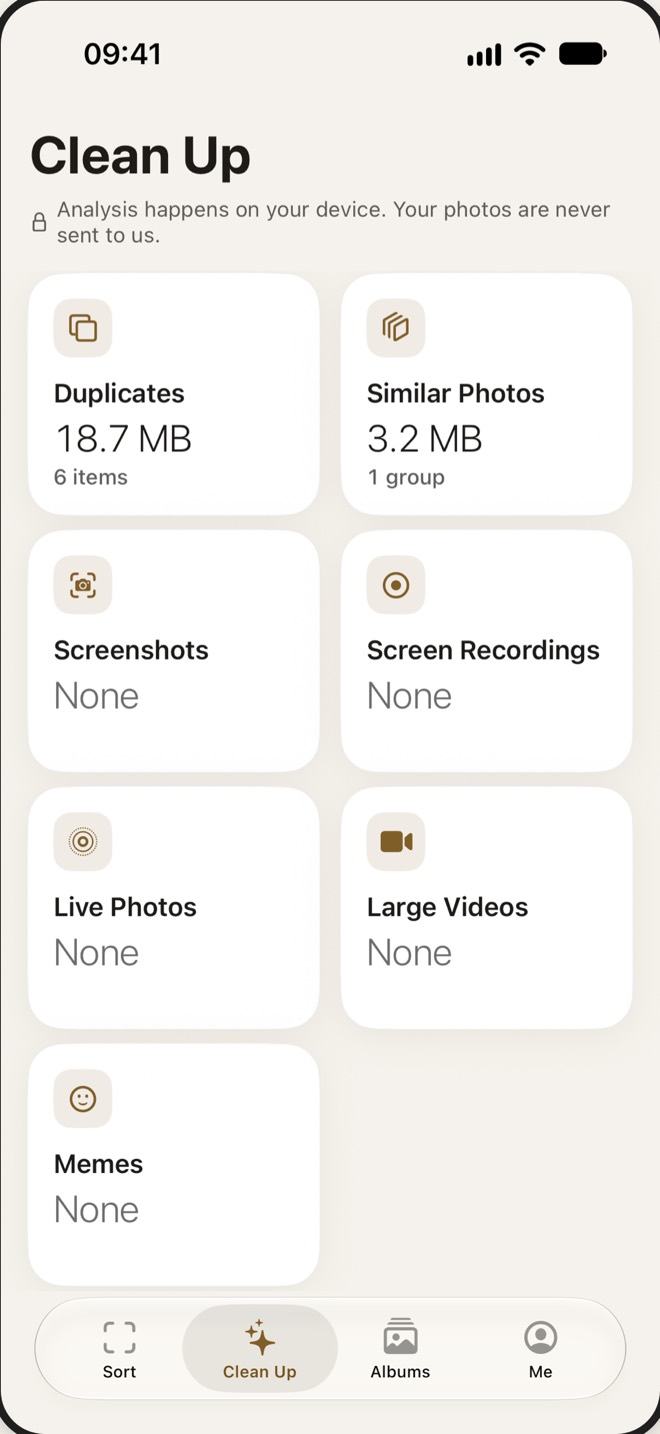 09:41
Clean Up
Analysis happens on your device. Your photos are never
sent to us.
Duplicates
18.7 MB
6 items
Similar Photos
3.2 MB
1 group
Screenshots
None
Screen Recordings
None
Live Photos
None
Large Videos
None
Memes
None
Sort
Clean Up
Albums
Me